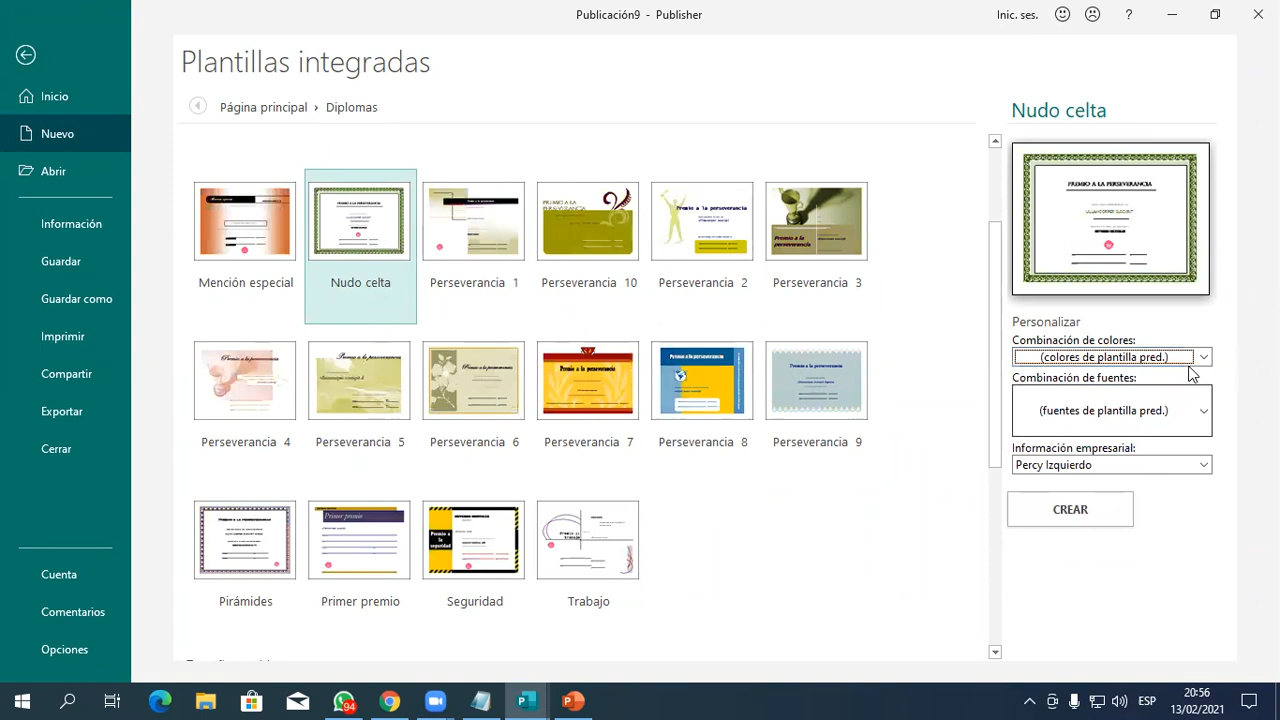 Publicación9 - Publisher
Inic. ses.
Inicio
Nuevo
Abrir
Información
Guardar
Guardar como
Imprimir
Compartir
Exportar
Cerrar
Cuenta
Comentarios
Opciones
Plantillas integradas
Página principal › Diplomas
Mención especial
Nudo celta
Perseverancia 1
Perseverancia 10
Perseverancia 2
Perseverancia 3
Perseverancia 4
Perseverancia 5
Perseverancia 6
Perseverancia 7
Perseverancia 8
Perseverancia 9
Pirámides
Primer premio
Seguridad
Trabajo
Nudo celta
PREMIO A LA PERSEVERANCIA
Personalizar
Combinación de colores:
(colores de plantilla pred.)
Combinación de fuentes:
(fuentes de plantilla pred.)
Información empresarial:
Percy Izquierdo
CREAR
94
ESP
20:56
13/02/2021